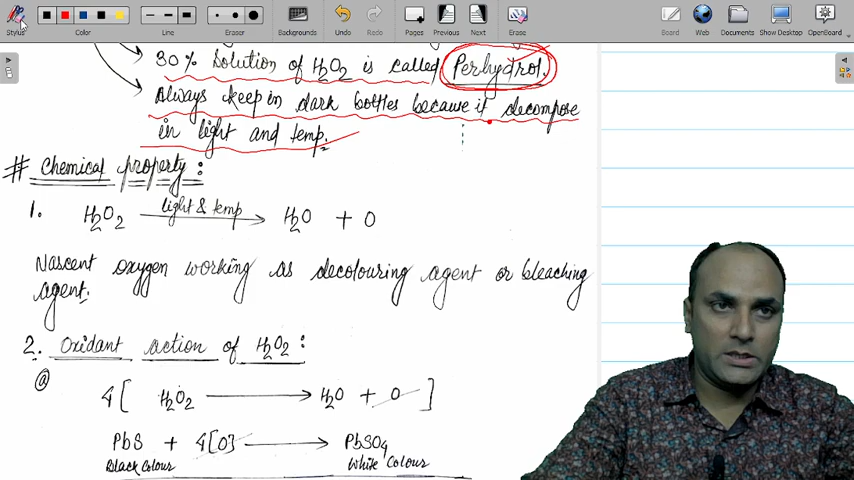 Stylus
Color
Line
Eraser
Backgrounds
Undo
Redo
Pages
Previous
Next
Erase
Board
Web
Documents
Show Desktop
OpenBoard
30% Solution of H2O2 is called Perhydrol.
Always keep in dark bottles because it decompose
in light and temp.
# Chemical property :
1. H2O2 light & temp → H2O + O
Nascent oxygen working as decolouring agent or bleaching
agent.
2. Oxidant action of H2O2 :
@
4[ H2O2 → H2O + O ]
PbS + 4[O] → PbSO4
Black Colour White Colour